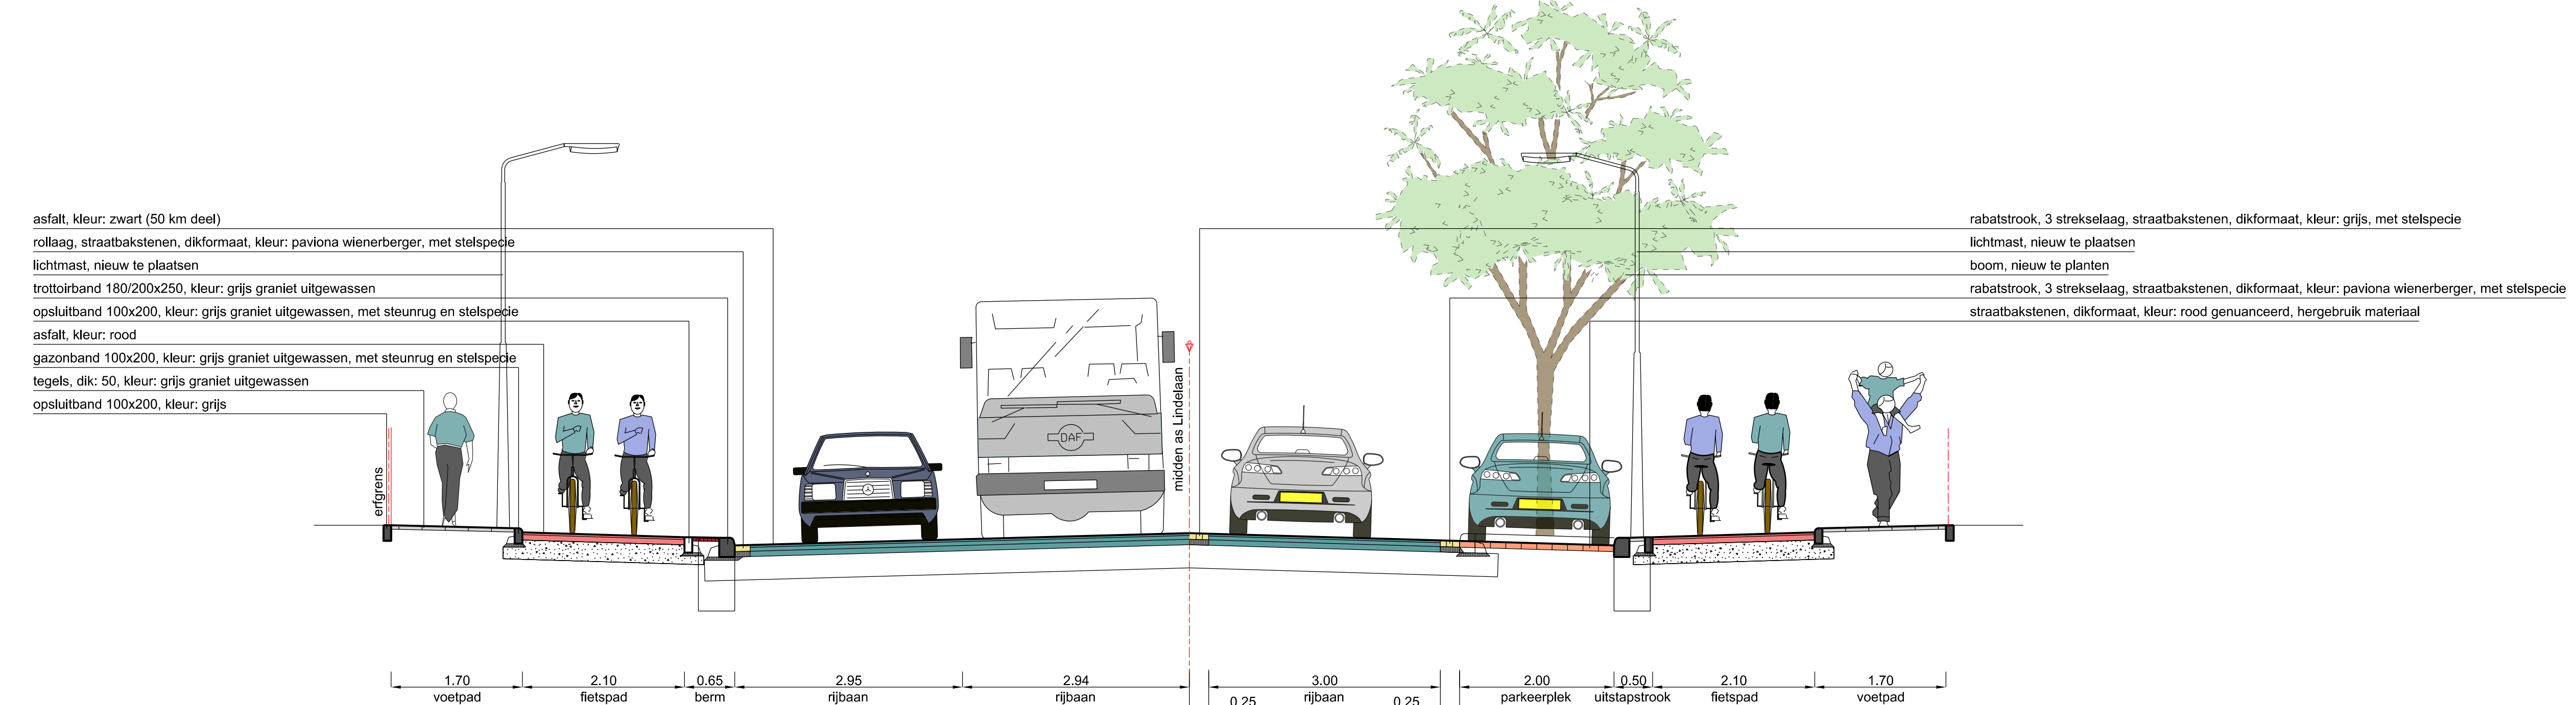 asfalt, kleur: zwart (50 km deel)
rollaag, straatbakstenen, dikformaat, kleur: paviona wienerberger, met stelspecie
lichtmast, nieuw te plaatsen
trottoirband 180/200x250, kleur: grijs graniet uitgewassen
opsluitband 100x200, kleur: grijs graniet uitgewassen, met steunrug en stelspecie
asfalt, kleur: rood
gazonband 100x200, kleur: grijs graniet uitgewassen, met steunrug en stelspecie
tegels, dik: 50, kleur: grijs graniet uitgewassen
opsluitband 100x200, kleur: grijs
rabatstrook, 3 strekselaag, straatbakstenen, dikformaat, kleur: grijs, met stelspecie
lichtmast, nieuw te plaatsen
boom, nieuw te planten
rabatstrook, 3 strekselaag, straatbakstenen, dikformaat, kleur: paviona wienerberger, met stelspecie
straatbakstenen, dikformaat, kleur: rood genuanceerd, hergebruik materiaal
erfgrens
DAF
midden as Lindelaan
1.70 2.10 0.65 2.95 2.94 3.00 2.00 0.50 2.10 1.70
voetpad fietspad berm rijbaan rijbaan rijbaan parkeerplek uitstapstrook fietspad voetpad
0.25 0.25